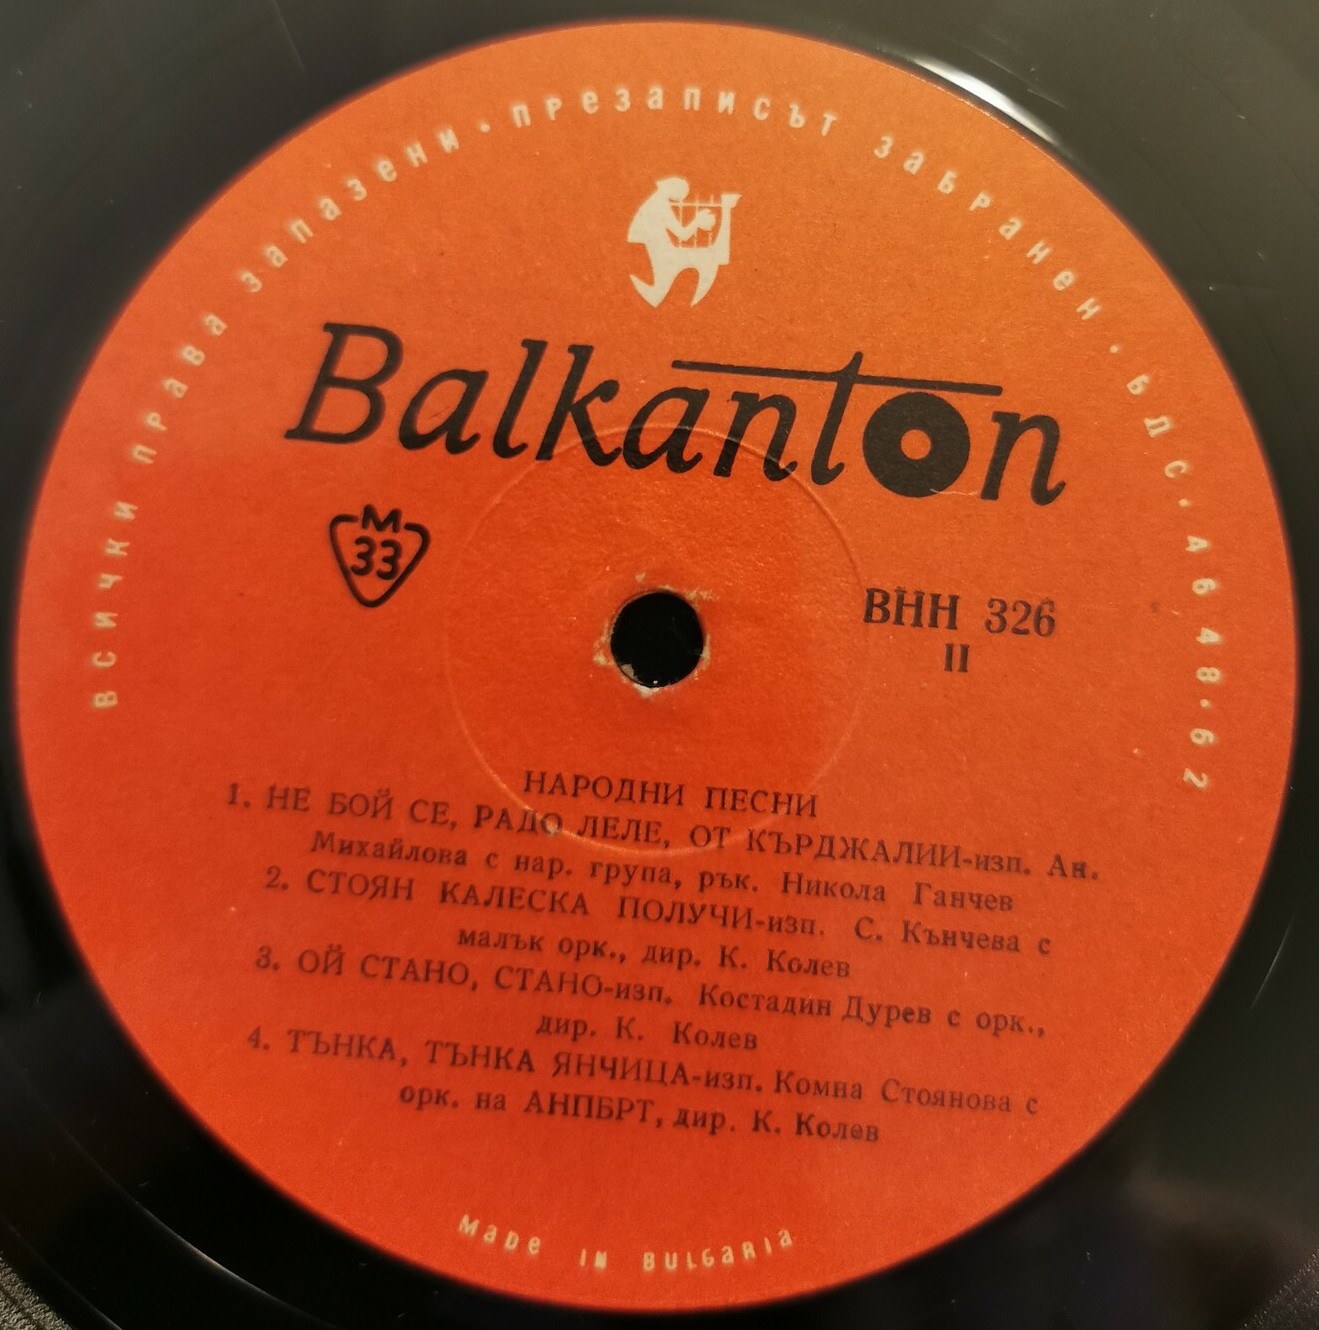 ВСИЧКИ ПРАВА ЗАПАЗЕНИ · ПРЕЗАПИСЪТ ЗАБРАНЕН · БДС · 6648·62
Balkanton
М
33
ВНН 326
II
НАРОДНИ ПЕСНИ
1. НЕ БОЙ СЕ, РАДО ЛЕЛЕ, ОТ КЪРДЖАЛИИ-изп. Ан.
Михайлова с нар. група, рък. Никола Ганчев
2. СТОЯН КАЛЕСКА ПОЛУЧИ-изп. С. Кънчева с
малък орк., дир. К. Колев
3. ОЙ СТАНО, СТАНО-изп. Костадин Дурев с орк.,
дир. К. Колев
4. ТЪНКА, ТЪНКА ЯНЧИЦА-изп. Комна Стоянова с
орк. на АНПБРТ, дир. К. Колев
MADE IN BULGARIA